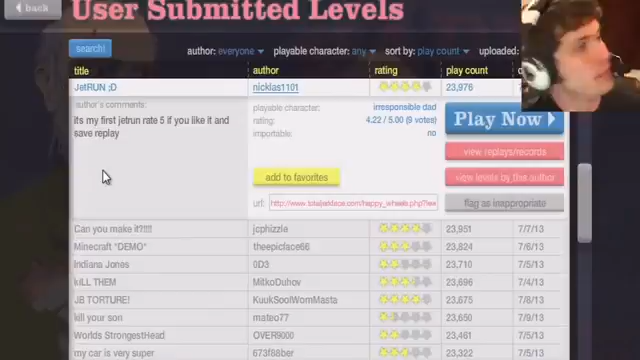 back
User Submitted Levels
search!
author: everyone playable character: any sort by: play count uploaded:
title author rating play count
JetRUN ;D nicklas1101 23,976
author's comments:
its my first jetrun rate 5 if you like it and
save replay
playable character: irresponsible dad
rating: 4.22 / 5.00 (9 votes)
importable: no
add to favorites
url: http://www.totaljerkface.com/happy_wheels.php?
Play Now
view replays/records
view levels by this author
flag as inappropriate
Can you make it?!!!! jcphizzle 23,951 7/7/13
Minecraft *DEMO* theepicface66 23,824 7/6/13
Indiana Jones 0D3 23,710 7/5/13
kiLL THEM MitkoDuhov 23,696 7/4/13
JB TORTURE! KuukSoolWornMasta 23,675 7/6/13
kill your son mateo77 23,650 7/9/13
Worlds StrongestHead OVER9000 23,461 7/5/13
my car is very super 673f88ber 23,322 7/5/13